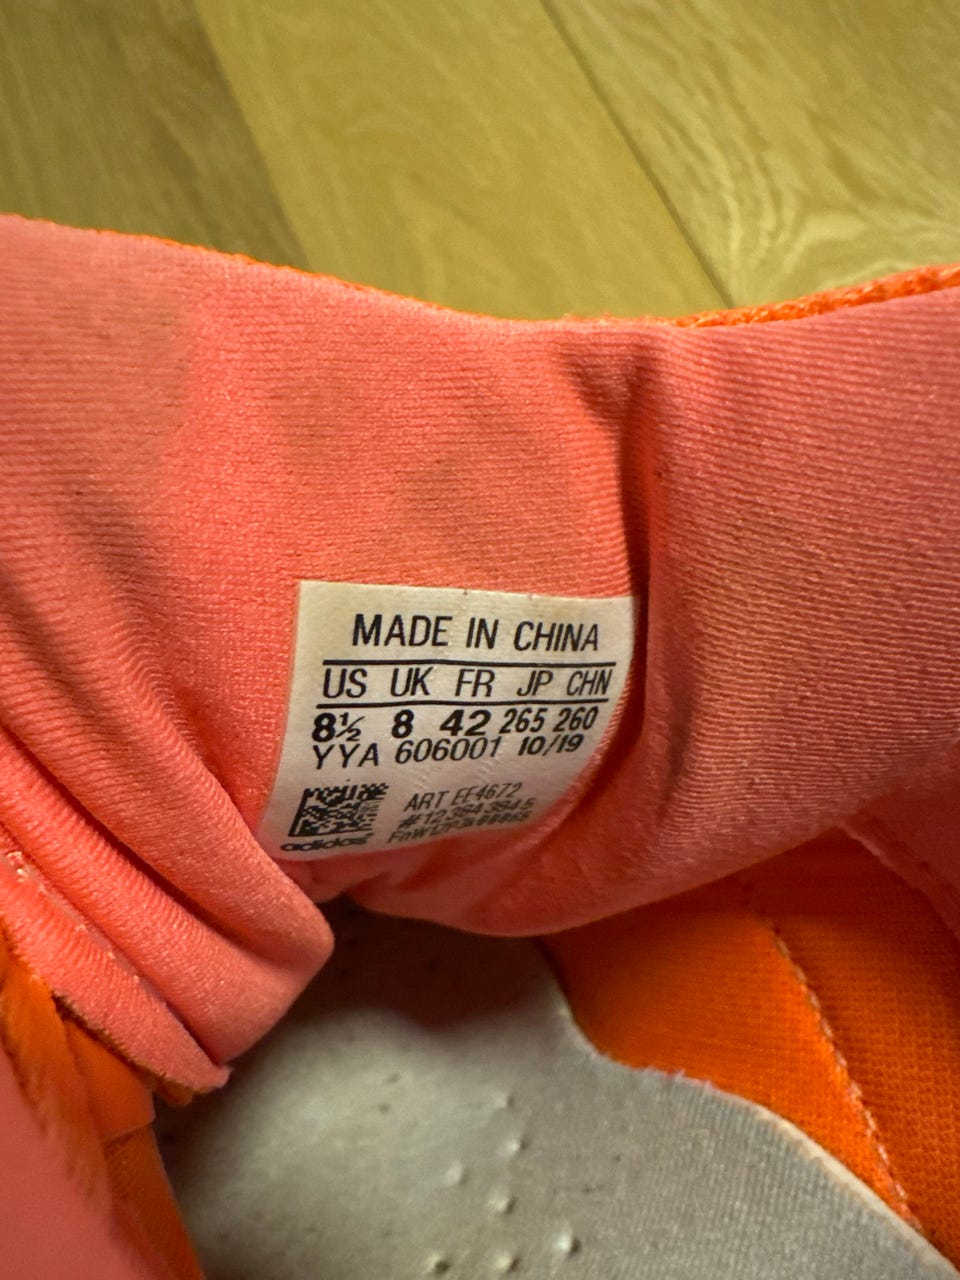 MADE IN CHINA
US UK FR JP CHN
8½ 8 42 265 260
YYA 606001 10/19
ART EF4672
adidas